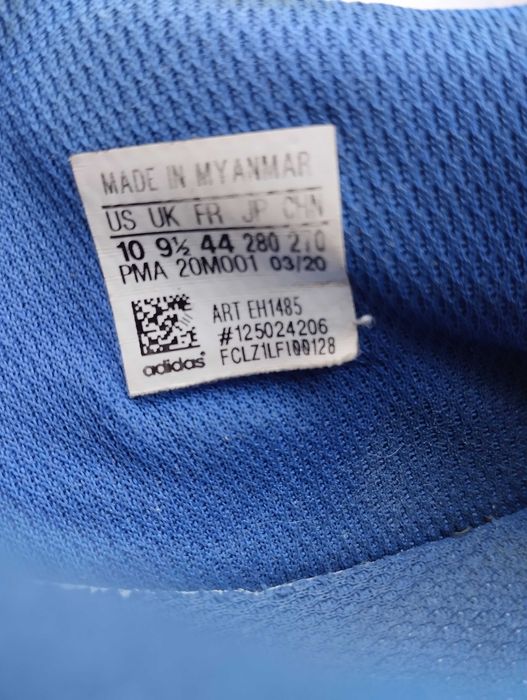 MADE IN MYANMAR
US UK FR JP CHN
10 9½ 44 280 270
PMA 20M001 03/20
ART EH1485
#125024206
FCLZ1LFI00128
adidas